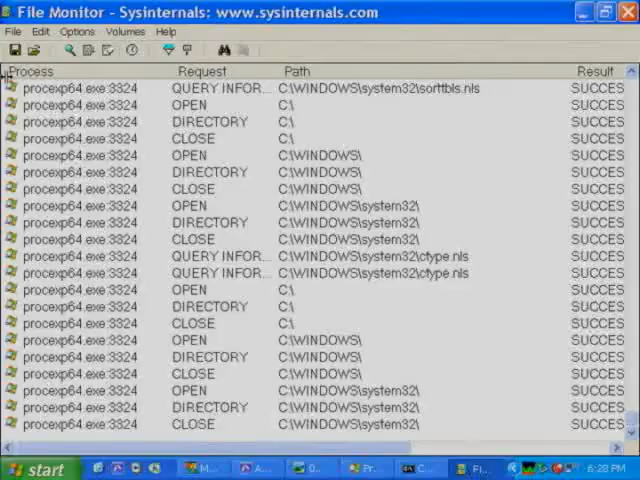 File Monitor - Sysinternals: www.sysinternals.com
File Edit Options Volumes Help
Process Request Path Result
procexp64.exe:3324 QUERY INFOR... C:\WINDOWS\system32\sorttbls.nls SUCCES
procexp64.exe:3324 OPEN C:\ SUCCES
procexp64.exe:3324 DIRECTORY C:\ SUCCES
procexp64.exe:3324 CLOSE C:\ SUCCES
procexp64.exe:3324 OPEN C:\WINDOWS\ SUCCES
procexp64.exe:3324 DIRECTORY C:\WINDOWS\ SUCCES
procexp64.exe:3324 CLOSE C:\WINDOWS\ SUCCES
procexp64.exe:3324 OPEN C:\WINDOWS\system32\ SUCCES
procexp64.exe:3324 DIRECTORY C:\WINDOWS\system32\ SUCCES
procexp64.exe:3324 CLOSE C:\WINDOWS\system32\ SUCCES
procexp64.exe:3324 QUERY INFOR... C:\WINDOWS\system32\ctype.nls SUCCES
procexp64.exe:3324 QUERY INFOR... C:\WINDOWS\system32\ctype.nls SUCCES
procexp64.exe:3324 OPEN C:\ SUCCES
procexp64.exe:3324 DIRECTORY C:\ SUCCES
procexp64.exe:3324 CLOSE C:\ SUCCES
procexp64.exe:3324 OPEN C:\WINDOWS\ SUCCES
procexp64.exe:3324 DIRECTORY C:\WINDOWS\ SUCCES
procexp64.exe:3324 CLOSE C:\WINDOWS\ SUCCES
procexp64.exe:3324 OPEN C:\WINDOWS\system32\ SUCCES
procexp64.exe:3324 DIRECTORY C:\WINDOWS\system32\ SUCCES
procexp64.exe:3324 CLOSE C:\WINDOWS\system32\ SUCCES
start M... A... 0... Pr... C... 6:28 PM